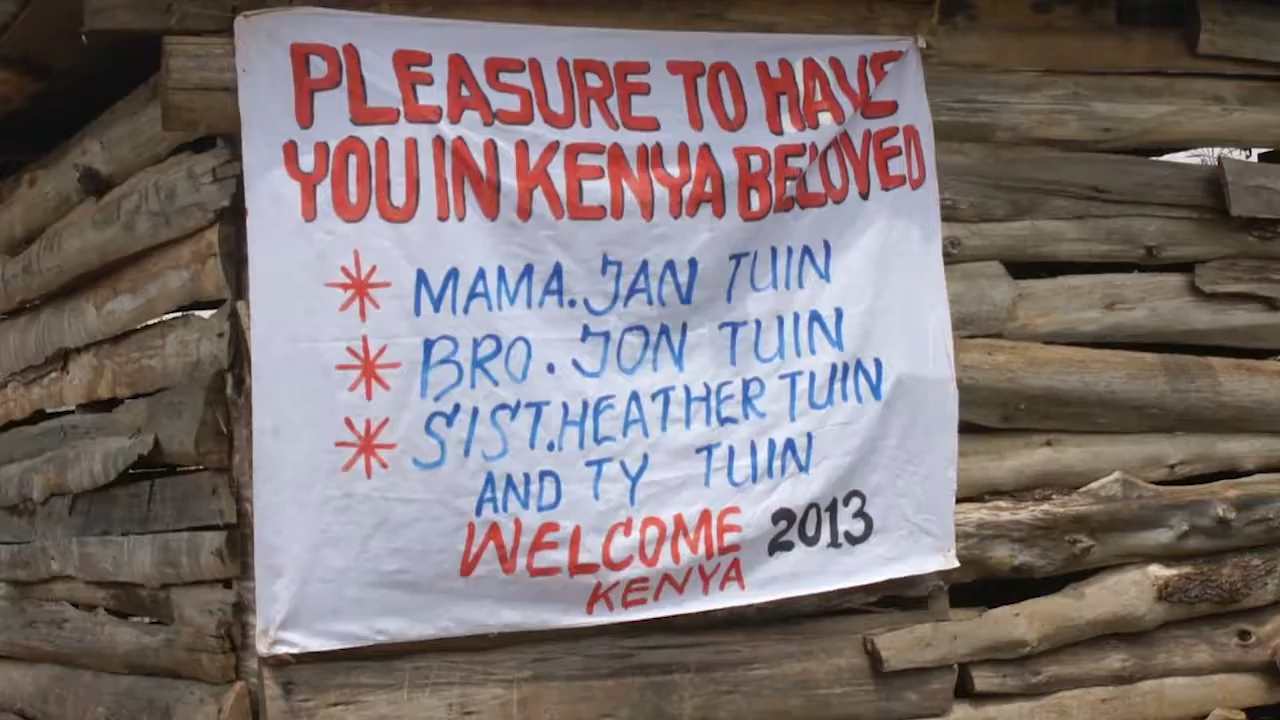 PLEASURE TO HAVE
YOU IN KENYA BELOVED
MAMA. JAN TUIN
BRO. JON TUIN
SIST. HEATHER TUIN
AND TY TUIN
WELCOME 2013
KENYA